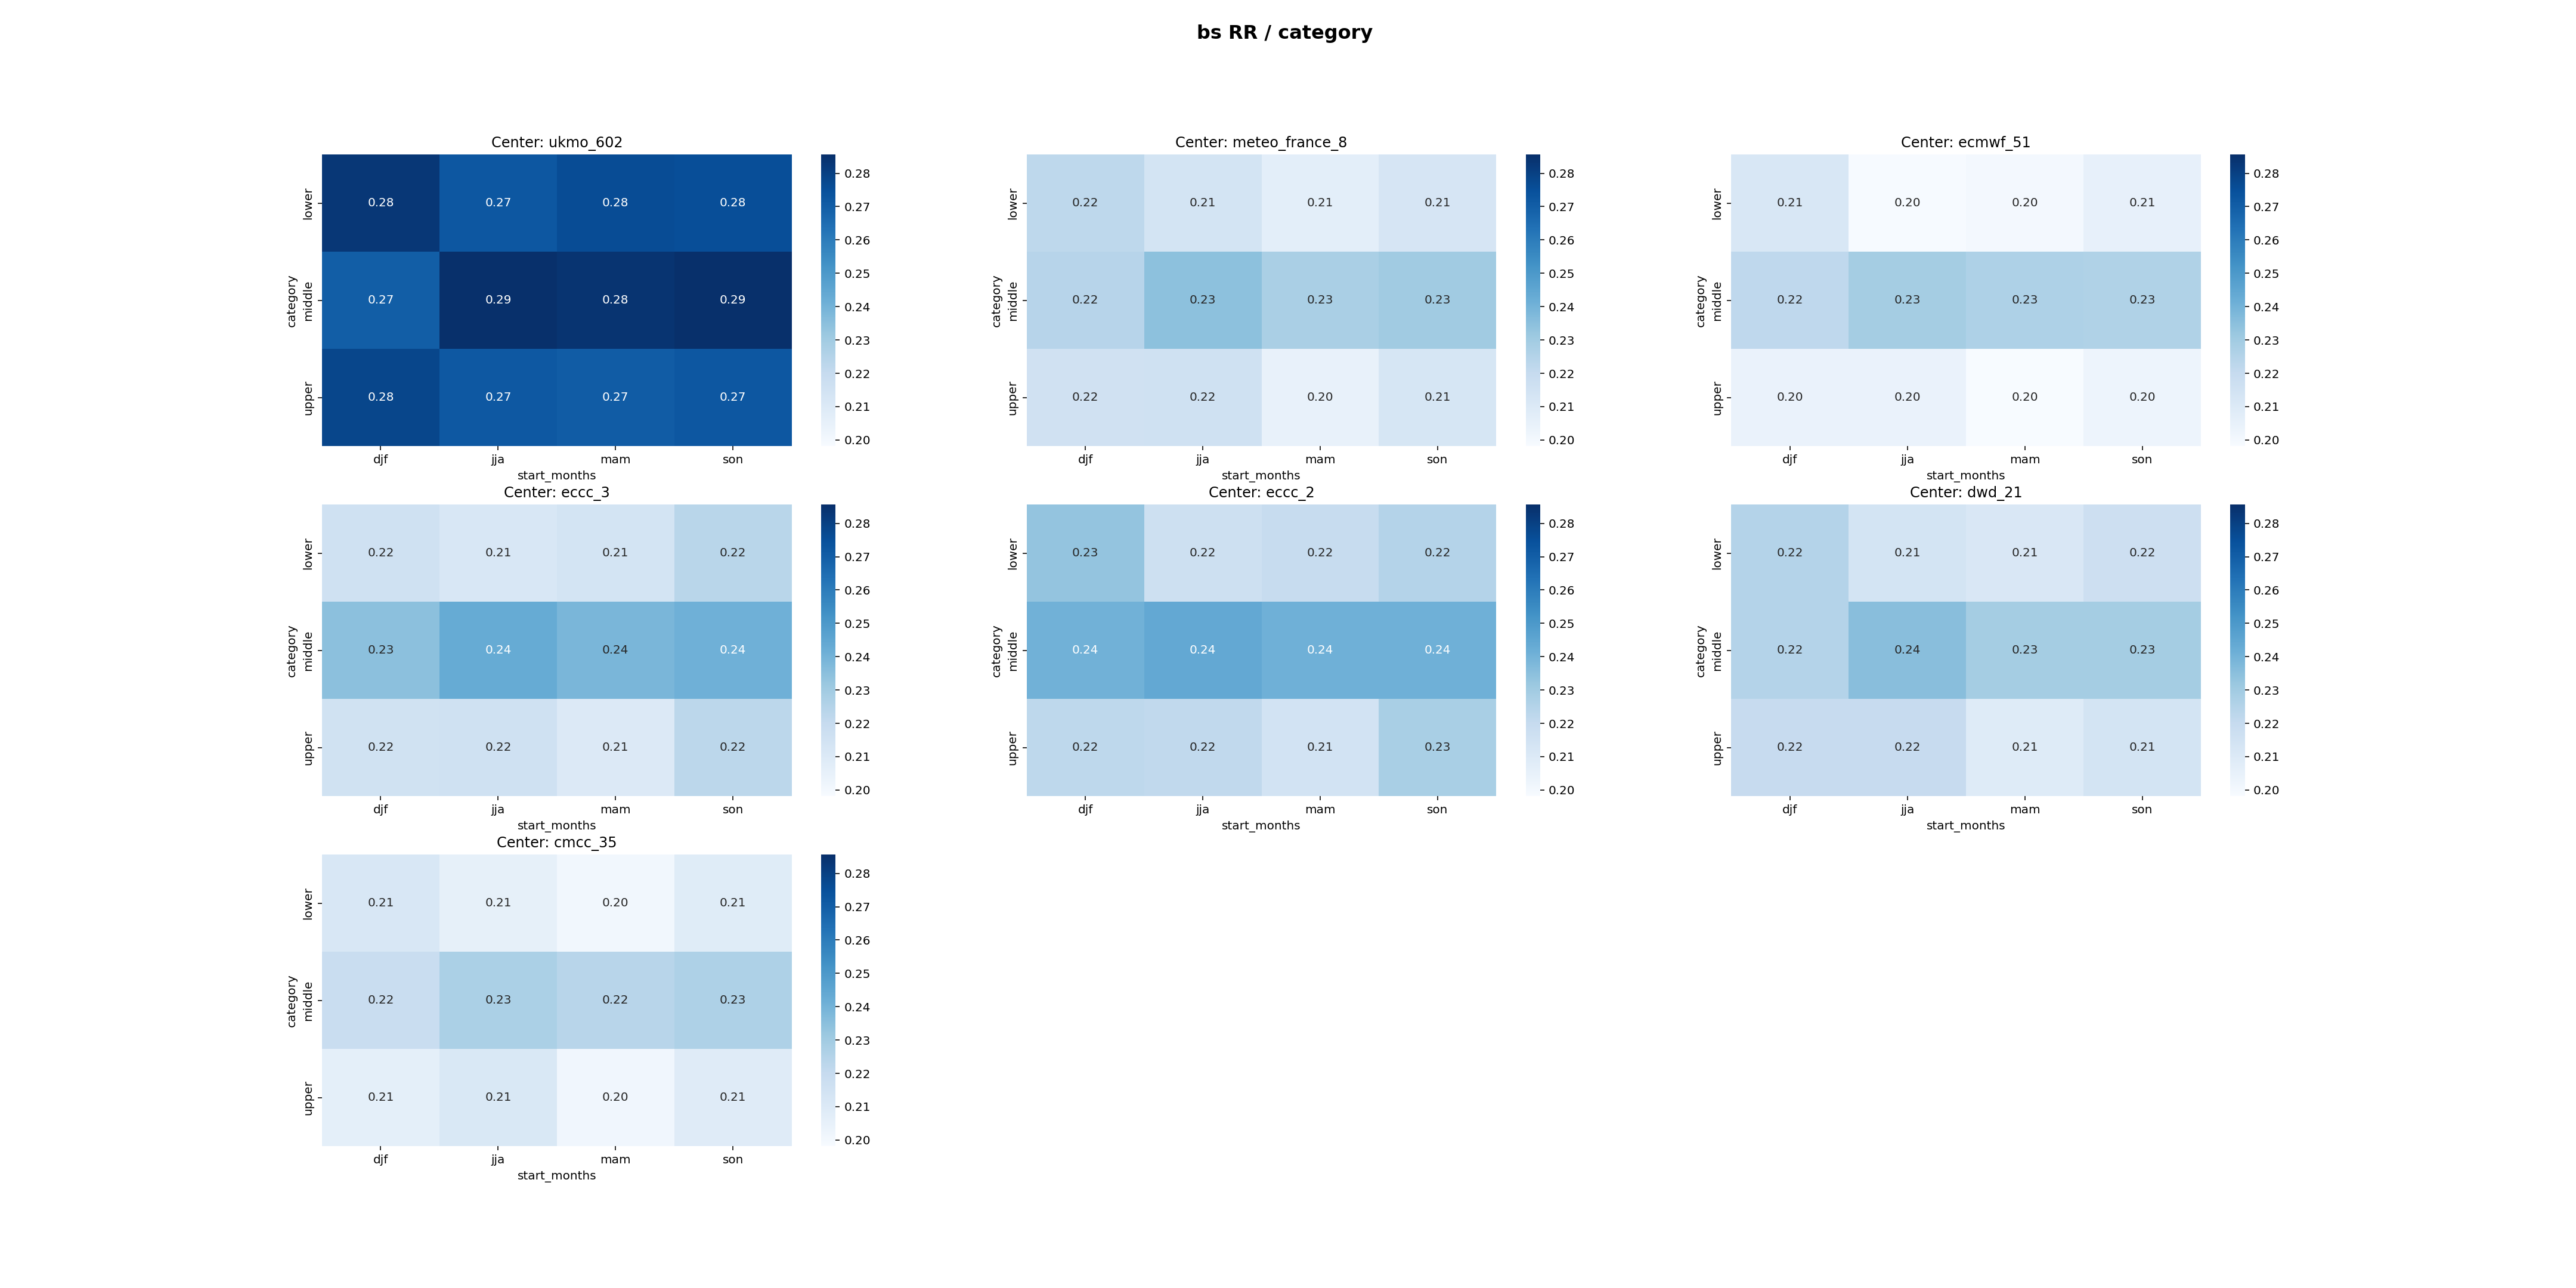 bs RR / category
Center: ukmo_602
lower
0.28 0.27 0.28 0.28
0.28
0.27
0.26
0.25
0.24
0.23
0.22
0.21
0.20
category
middle
0.27 0.29 0.28 0.29
upper
0.28 0.27 0.27 0.27
djf jja mam son
start_months
Center: meteo_france_8
lower
0.22 0.21 0.21 0.21
0.28
0.27
0.26
0.25
0.24
0.23
0.22
0.21
0.20
category
middle
0.22 0.23 0.23 0.23
upper
0.22 0.22 0.20 0.21
djf jja mam son
start_months
Center: ecmwf_51
lower
0.21 0.20 0.20 0.21
0.28
0.27
0.26
0.25
0.24
0.23
0.22
0.21
0.20
category
middle
0.22 0.23 0.23 0.23
upper
0.20 0.20 0.20 0.20
djf jja mam son
start_months
Center: eccc_3
lower
0.22 0.21 0.21 0.22
0.28
0.27
0.26
0.25
0.24
0.23
0.22
0.21
0.20
category
middle
0.23 0.24 0.24 0.24
upper
0.22 0.22 0.21 0.22
djf jja mam son
start_months
Center: eccc_2
lower
0.23 0.22 0.22 0.22
0.28
0.27
0.26
0.25
0.24
0.23
0.22
0.21
0.20
category
middle
0.24 0.24 0.24 0.24
upper
0.22 0.22 0.21 0.23
djf jja mam son
start_months
Center: dwd_21
lower
0.22 0.21 0.21 0.22
0.28
0.27
0.26
0.25
0.24
0.23
0.22
0.21
0.20
category
middle
0.22 0.24 0.23 0.23
upper
0.22 0.22 0.21 0.21
djf jja mam son
start_months
Center: cmcc_35
lower
0.21 0.21 0.20 0.21
0.28
0.27
0.26
0.25
0.24
0.23
0.22
0.21
0.20
category
middle
0.22 0.23 0.22 0.23
upper
0.21 0.21 0.20 0.21
djf jja mam son
start_months